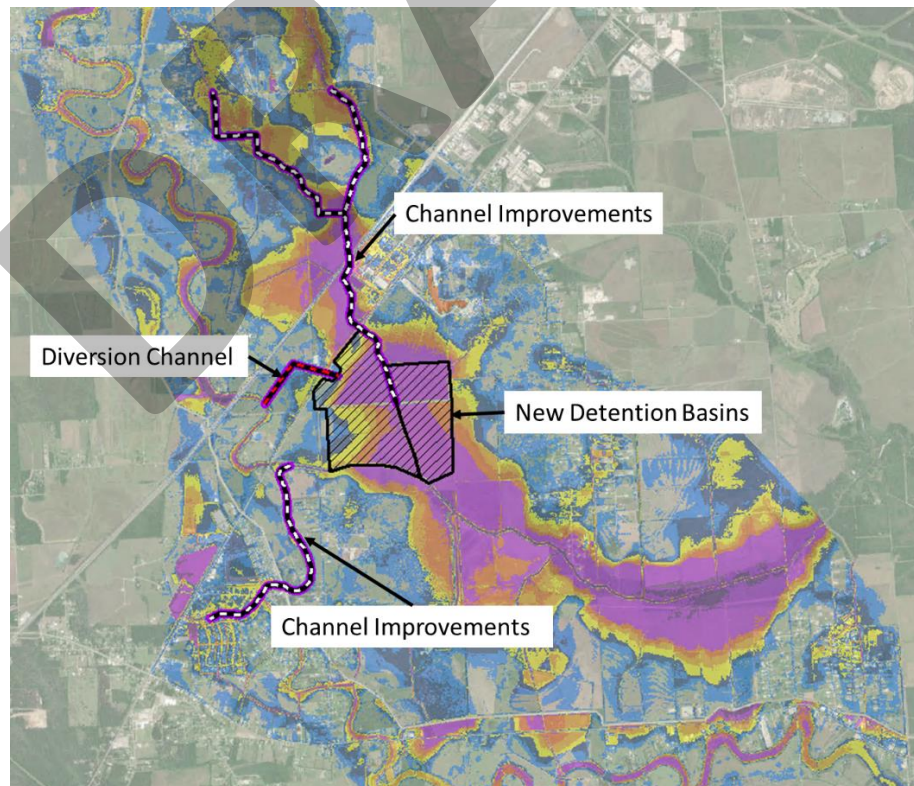 Channel Improvements
Diversion Channel
New Detention Basins
Channel Improvements